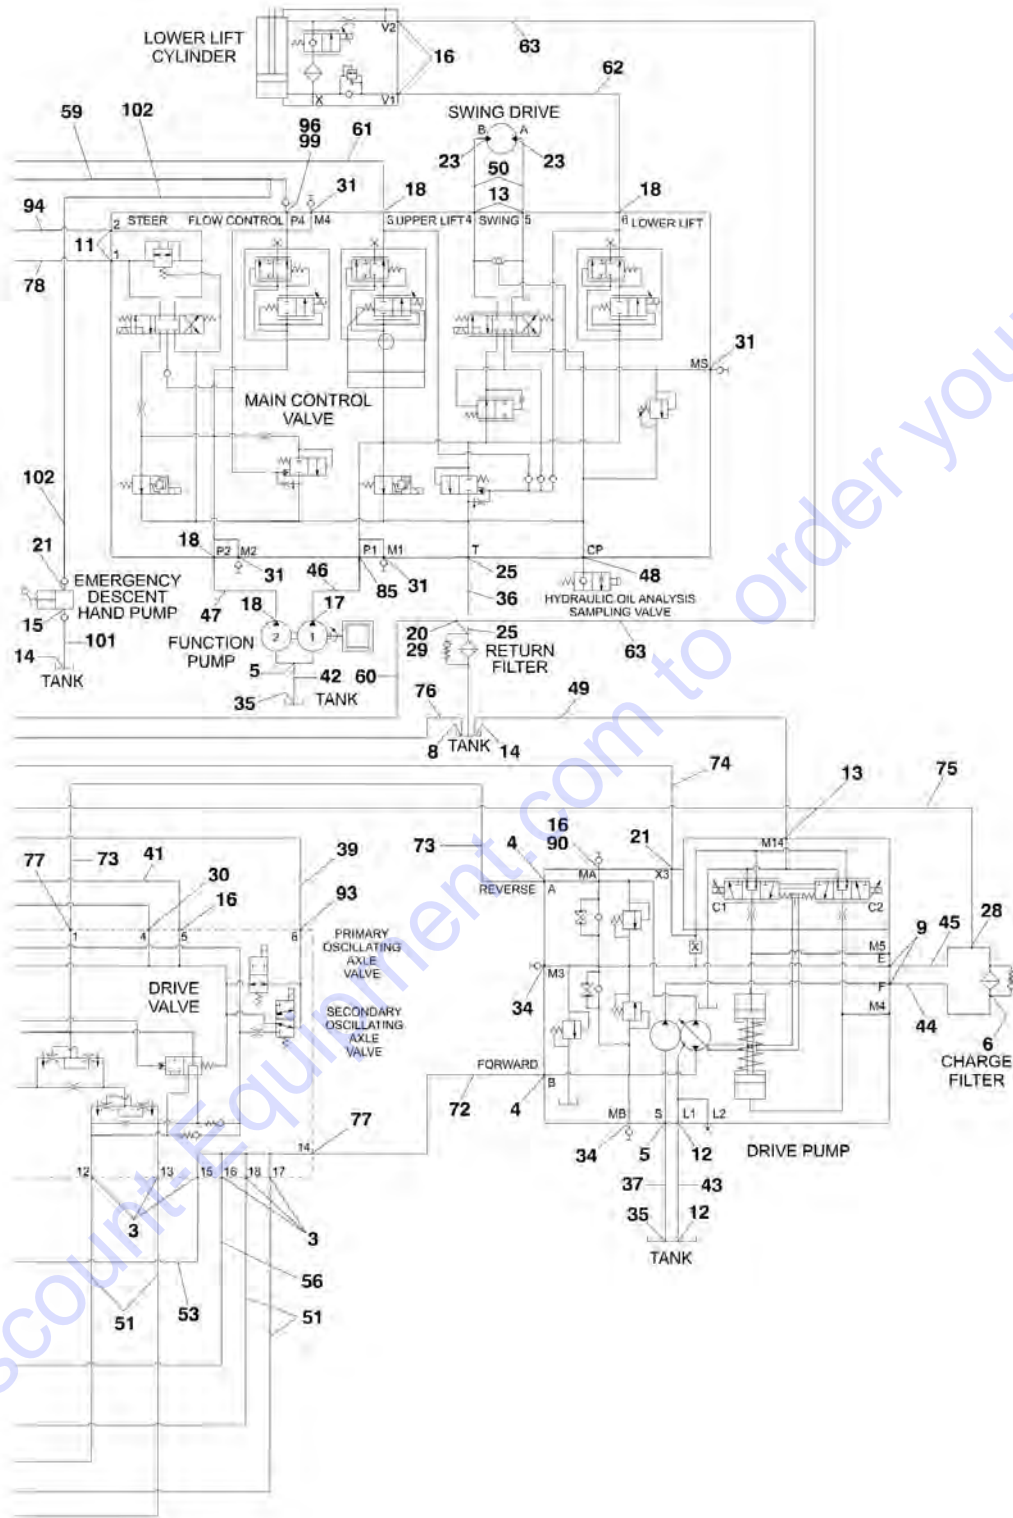 LOWER LIFT
CYLINDER
V2
16
63
X
V1
62
59
102
96
99
61
SWING DRIVE
B
A
23
23
50
31
18
13
18
94
2
STEER
FLOW CONTROL
P4
M4
3
UPPER LIFT
4
SWING
5
6
LOWER LIFT
11
1
78
MS
31
MAIN CONTROL
VALVE
102
18
P2
M2
P1
M1
T
CP
21
31
46
85
31
25
48
EMERGENCY
DESCENT
HAND PUMP
47
18
17
36
HYDRAULIC OIL ANALYSIS
SAMPLING VALVE
15
101
2
1
20
25
29
RETURN
FILTER
63
14
FUNCTION
PUMP
TANK
5
42
60
35
TANK
76
49
8
TANK
14
74
75
13
16
90
21
77
73
41
30
39
73
4
M14
16
93
MA
X3
REVERSE
A
C1
C2
28
1
4
5
6
9
45
PRIMARY
OSCILLATING
AXLE
VALVE
X
M5
E
M3
DRIVE
VALVE
34
F
SECONDARY
OSCILLATING
AXLE
VALVE
M4
44
6
CHARGE
FILTER
FORWARD
B
72
4
MB
S
L1
L2
77
14
34
5
12
DRIVE PUMP
12
13
15
16
18
17
37
43
3
3
35
12
TANK
56
51
53
51
scount-Equipment.com to order you